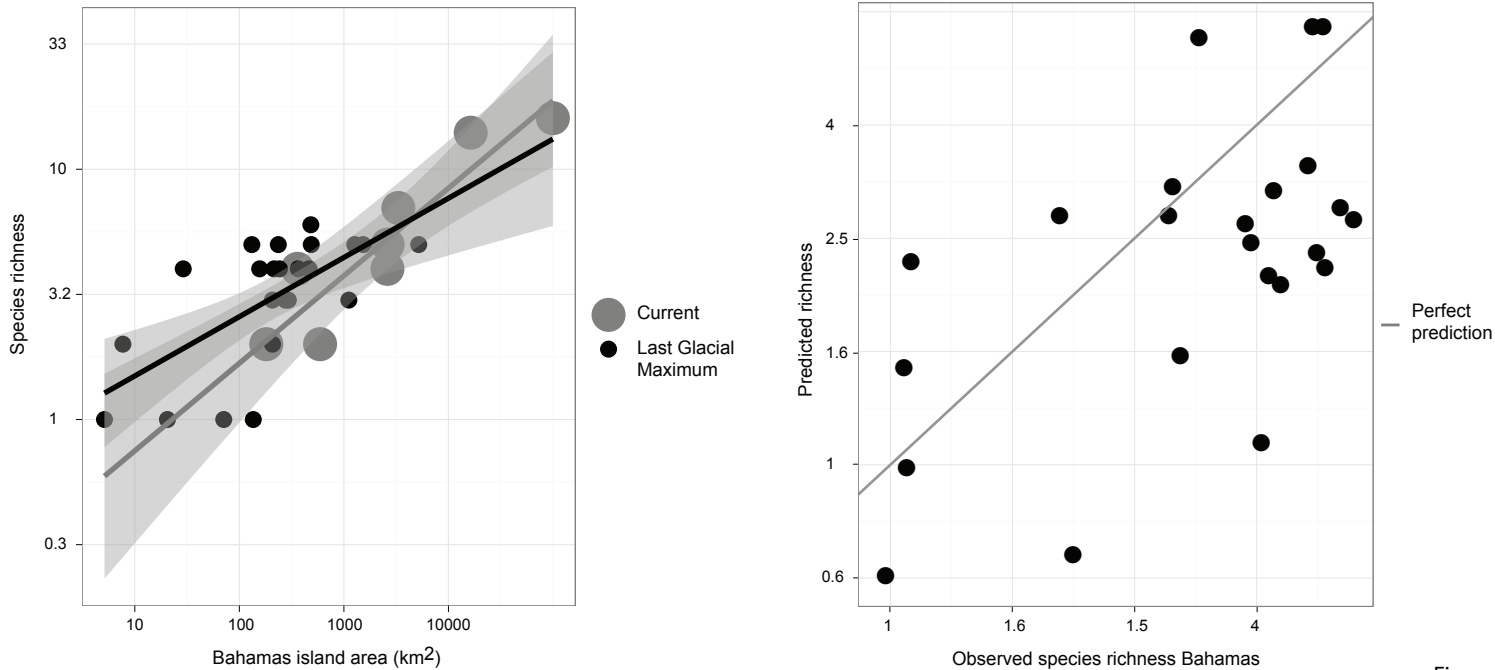 33
10
3.2
1
0.3
Species richness
10
100
1000
10000
Bahamas island area (km2)
Current
Last Glacial
Maximum
4
2.5
1.6
1
0.6
Predicted richness
1
1.6
1.5
4
Observed species richness Bahamas
Perfect
prediction